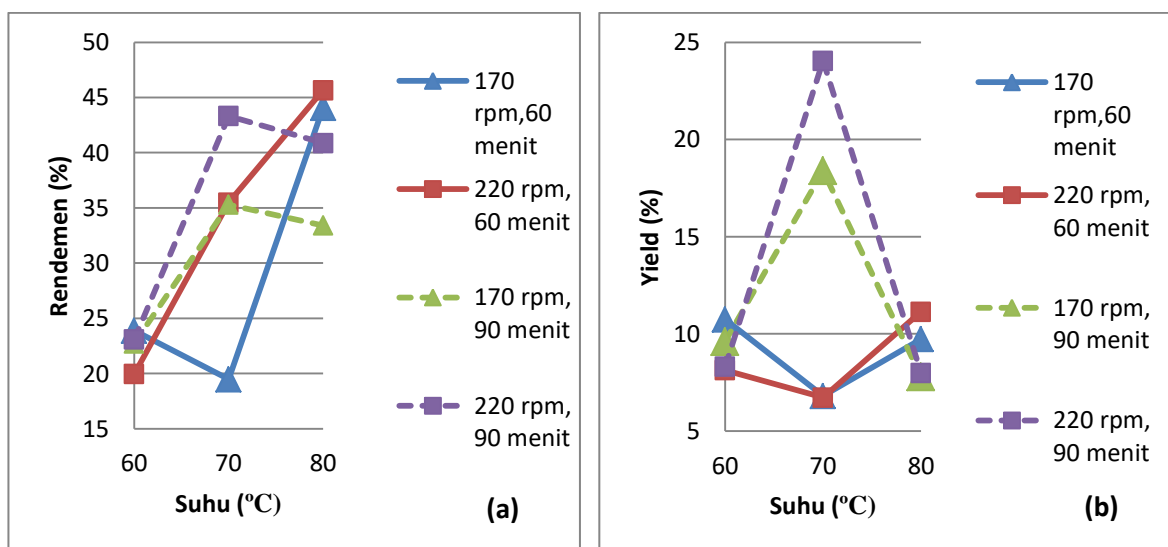 50
45
40
35
30
25
20
15
Rendemen (%)
60 70 80
Suhu (ºC)
170
rpm,60
menit
220 rpm,
60 menit
170 rpm,
90 menit
220 rpm,
90 menit
(a)
25
20
15
10
5
Yield (%)
60 70 80
Suhu (ºC)
170
rpm,60
menit
220 rpm,
60 menit
170 rpm,
90 menit
220 rpm,
90 menit
(b)